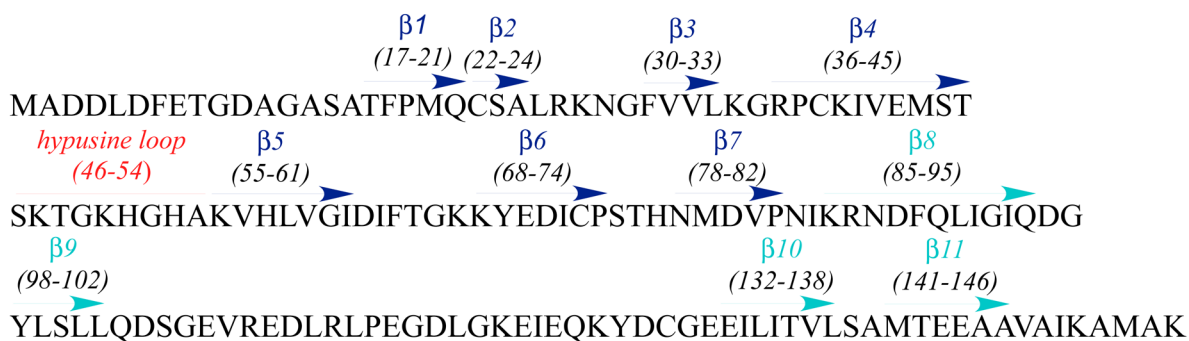 β1 β2 β3 β4
(17-21) (22-24) (30-33) (36-45)
MADDLDFETGDAGASATFPMQCSALRKNGFVVLKGRPCKIVEMST
hypusine loop β5 β6 β7 β8
(46-54) (55-61) (68-74) (78-82) (85-95)
SKTGKHGHAKVHLVGIDIFTGKKYEDICPSTHNMDVPNIKRNDFQLIGIQDG
β9 β10 β11
(98-102) (132-138) (141-146)
YLSLLQDSGEVREDLRLPEGDLGKEIEQKYDCGEEILITVLSAMTEEAAVAIKAMAK